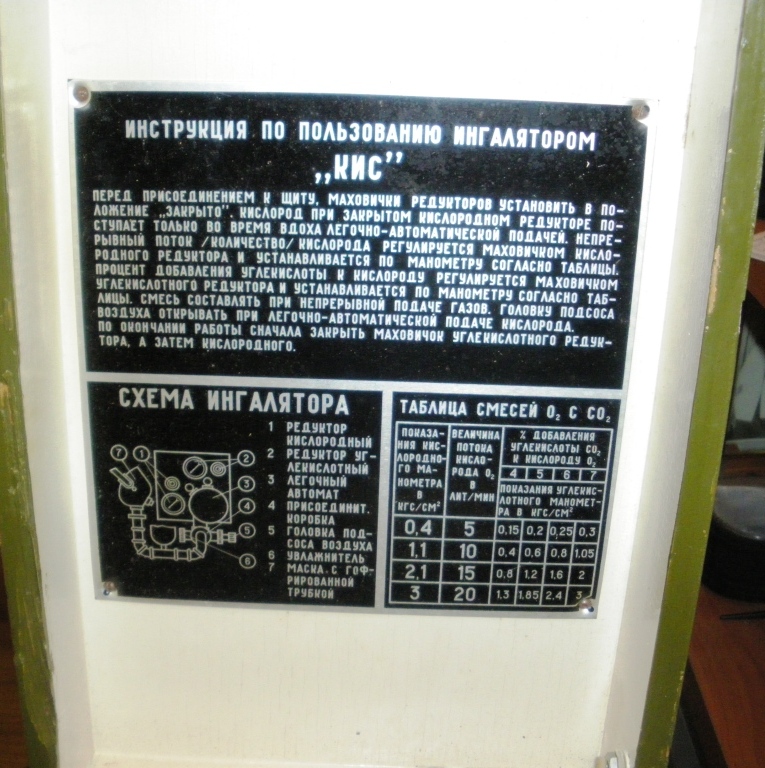 ИНСТРУКЦИЯ ПО ПОЛЬЗОВАНИЮ ИНГАЛЯТОРОМ
„КИС”
ПЕРЕД ПРИСОЕДИНЕНИЕМ К ЩИТУ, МАХОВИЧКИ РЕДУКТОРОВ УСТАНОВИТЬ В ПО-
ЛОЖЕНИЕ „ЗАКРЫТО”. КИСЛОРОД ПРИ ЗАКРЫТОМ КИСЛОРОДНОМ РЕДУКТОРЕ ПО-
СТУПАЕТ ТОЛЬКО ВО ВРЕМЯ ВДОХА ЛЕГОЧНО-АВТОМАТИЧЕСКОЙ ПОДАЧЕЙ. НЕПРЕ-
РЫВНЫЙ ПОТОК /КОЛИЧЕСТВО/ КИСЛОРОДА РЕГУЛИРУЕТСЯ МАХОВИЧКОМ КИСЛО-
РОДНОГО РЕДУКТОРА И УСТАНАВЛИВАЕТСЯ ПО МАНОМЕТРУ СОГЛАСНО ТАБЛИЦЫ.
ПРОЦЕНТ ДОБАВЛЕНИЯ УГЛЕКИСЛОТЫ К КИСЛОРОДУ РЕГУЛИРУЕТСЯ МАХОВИЧКОМ
УГЛЕКИСЛОТНОГО РЕДУКТОРА И УСТАНАВЛИВАЕТСЯ ПО МАНОМЕТРУ СОГЛАСНО ТАБ-
ЛИЦЫ. СМЕСЬ СОСТАВЛЯТЬ ПРИ НЕПРЕРЫВНОЙ ПОДАЧЕ ГАЗОВ. ГОЛОВКУ ПОДСОСА
ВОЗДУХА ОТКРЫВАТЬ ПРИ ЛЕГОЧНО-АВТОМАТИЧЕСКОЙ ПОДАЧЕ КИСЛОРОДА.
ПО ОКОНЧАНИИ РАБОТЫ СНАЧАЛА ЗАКРЫТЬ МАХОВИЧОК УГЛЕКИСЛОТНОГО РЕДУК-
ТОРА, А ЗАТЕМ КИСЛОРОДНОГО.
СХЕМА ИНГАЛЯТОРА
7 1 2 3 4 5 6
1 РЕДУКТОР
КИСЛОРОДНЫЙ
2 РЕДУКТОР УГ-
ЛЕКИСЛОТНЫЙ
3 ЛЕГОЧНЫЙ
АВТОМАТ
4 ПРИСОЕДИНИТ.
КОРОБКА
5 ГОЛОВКА ПОД-
СОСА ВОЗДУХА
6 УВЛАЖНИТЕЛЬ
7 МАСКА С ГОФ-
РИРОВАННОЙ
ТРУБКОЙ
ТАБЛИЦА СМЕСЕЙ O₂ С CO₂
ПОКАЗА-
НИЯ КИС-
ЛОРОДНО-
ГО МА-
НОМЕТРА
В
КГС/СМ²
ВЕЛИЧИНА
ПОТОКА
КИСЛО-
РОДА O₂
В
ЛИТ/МИН
% ДОБАВЛЕНИЯ
УГЛЕКИСЛОТЫ CO₂
К КИСЛОРОДУ O₂
4 5 6 7
ПОКАЗАНИЯ УГЛЕКИС-
ЛОТНОГО МАНОМЕТ-
РА В КГС/СМ²
0,4 5 0,15 0,2 0,25 0,3
1,1 10 0,4 0,6 0,8 1,05
2,1 15 0,8 1,2 1,6 2
3 20 1,3 1,85 2,4 3